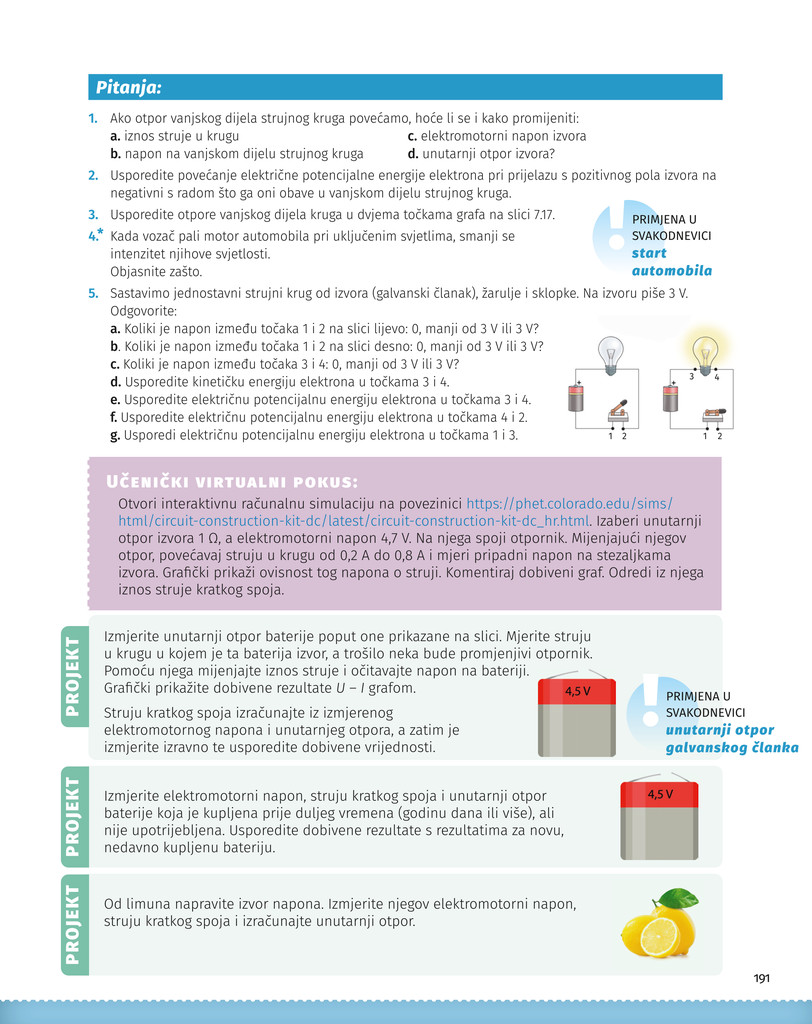 Pitanja:
1. Ako otpor vanjskog dijela strujnog kruga povećamo, hoće li se i kako promijeniti:
a. iznos struje u krugu c. elektromotorni napon izvora
b. napon na vanjskom dijelu strujnog kruga d. unutarnji otpor izvora?
2. Usporedite povećanje električne potencijalne energije elektrona pri prijelazu s pozitivnog pola izvora na
negativni s radom što ga oni obave u vanjskom dijelu strujnog kruga.
3. Usporedite otpore vanjskog dijela kruga u dvjema točkama grafa na slici 7.17.
4.* Kada vozač pali motor automobila pri uključenim svjetlima, smanji se
intenzitet njihove svjetlosti.
Objasnite zašto.
!
PRIMJENA U
SVAKODNEVICI
start
automobila
5. Sastavimo jednostavni strujni krug od izvora (galvanski članak), žarulje i sklopke. Na izvoru piše 3 V.
Odgovorite:
a. Koliki je napon između točaka 1 i 2 na slici lijevo: 0, manji od 3 V ili 3 V?
b. Koliki je napon između točaka 1 i 2 na slici desno: 0, manji od 3 V ili 3 V?
c. Koliki je napon između točaka 3 i 4: 0, manji od 3 V ili 3 V?
d. Usporedite kinetičku energiju elektrona u točkama 3 i 4.
e. Usporedite električnu potencijalnu energiju elektrona u točkama 3 i 4.
f. Usporedite električnu potencijalnu energiju elektrona u točkama 4 i 2.
g. Usporedi električnu potencijalnu energiju elektrona u točkama 1 i 3.
+ + 3 4
1 2 1 2
Učenički virtualni pokus:
Otvori interaktivnu računalnu simulaciju na povezinici https://phet.colorado.edu/sims/
html/circuit-construction-kit-dc/latest/circuit-construction-kit-dc_hr.html. Izaberi unutarnji
otpor izvora 1 Ω, a elektromotorni napon 4,7 V. Na njega spoji otpornik. Mijenjajući njegov
otpor, povećavaj struju u krugu od 0,2 A do 0,8 A i mjeri pripadni napon na stezaljkama
izvora. Grafički prikaži ovisnost tog napona o struji. Komentiraj dobiveni graf. Odredi iz njega
iznos struje kratkog spoja.
PROJEKT
Izmjerite unutarnji otpor baterije poput one prikazane na slici. Mjerite struju
u krugu u kojem je ta baterija izvor, a trošilo neka bude promjenjivi otpornik.
Pomoću njega mijenjajte iznos struje i očitavajte napon na bateriji.
Grafički prikažite dobivene rezultate U – I grafom.
Struju kratkog spoja izračunajte iz izmjerenog
elektromotornog napona i unutarnjeg otpora, a zatim je
izmjerite izravno te usporedite dobivene vrijednosti.
4,5 V
!
PRIMJENA U
SVAKODNEVICI
unutarnji otpor
galvanskog članka
PROJEKT
Izmjerite elektromotorni napon, struju kratkog spoja i unutarnji otpor
baterije koja je kupljena prije duljeg vremena (godinu dana ili više), ali
nije upotrijebljena. Usporedite dobivene rezultate s rezultatima za novu,
nedavno kupljenu bateriju.
4,5 V
PROJEKT
Od limuna napravite izvor napona. Izmjerite njegov elektromotorni napon,
struju kratkog spoja i izračunajte unutarnji otpor.
191